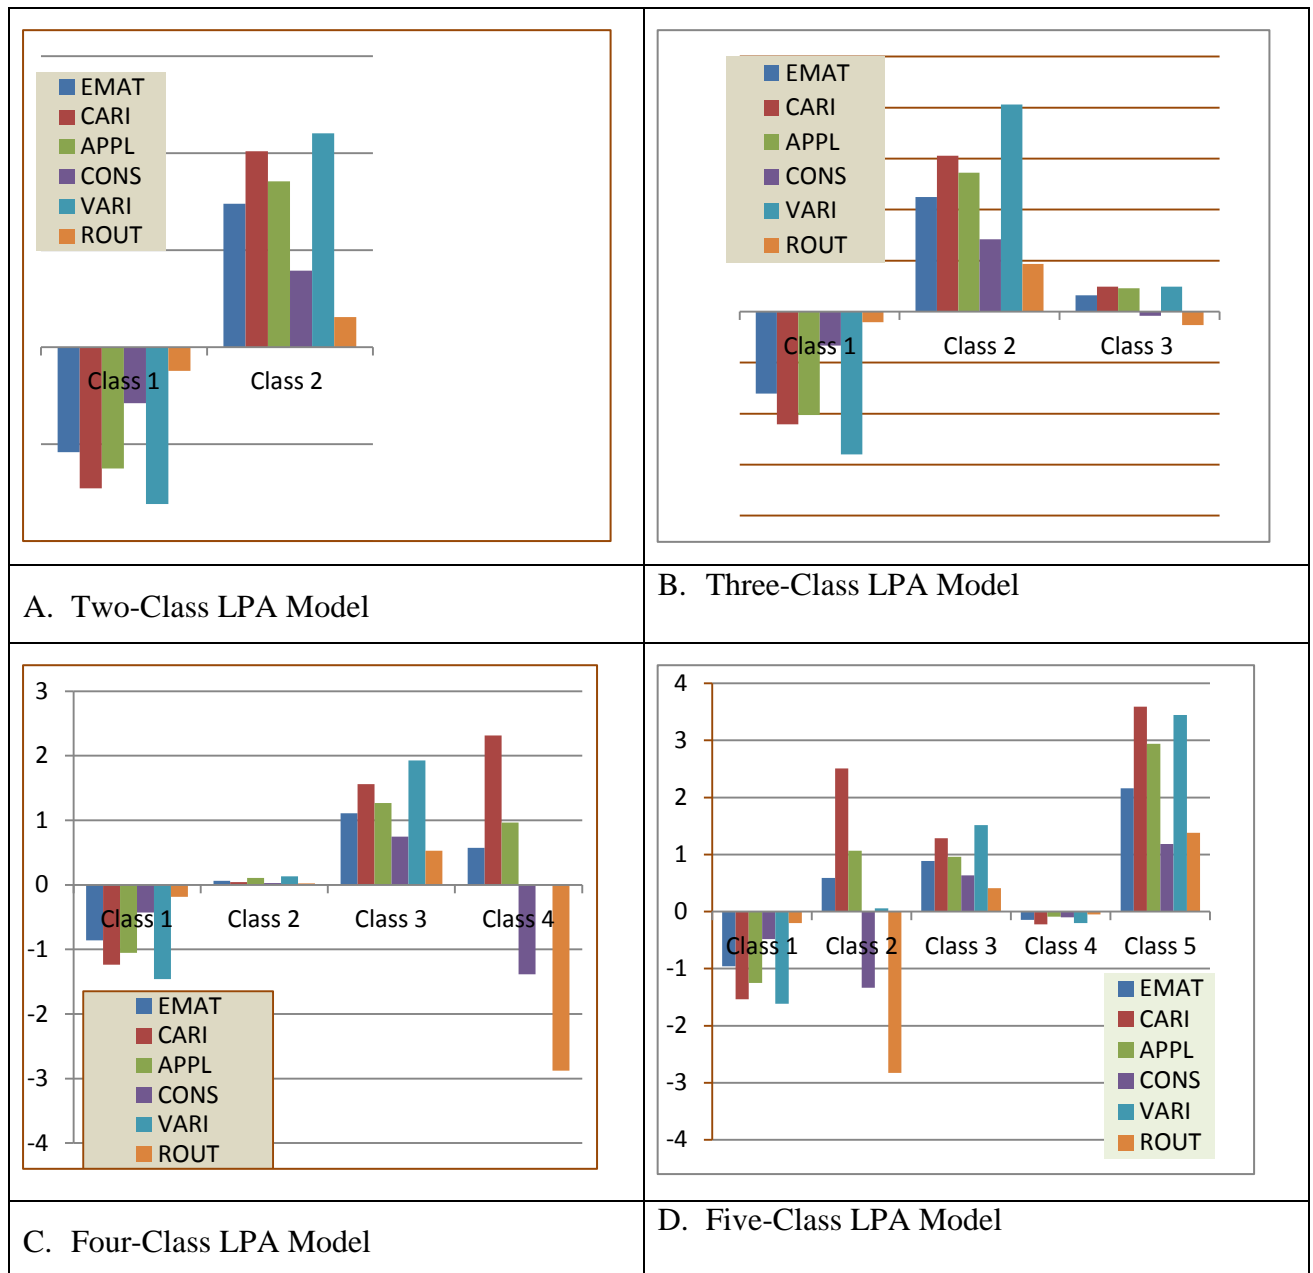 EMAT
CARI
APPL
CONS
VARI
ROUT
Class 1
Class 2
A. Two-Class LPA Model
EMAT
CARI
APPL
CONS
VARI
ROUT
Class 1
Class 2
Class 3
B. Three-Class LPA Model
3
2
1
0
-1
-2
-3
-4
Class 1
Class 2
Class 3
Class 4
EMAT
CARI
APPL
CONS
VARI
ROUT
C. Four-Class LPA Model
4
3
2
1
0
-1
-2
-3
-4
Class 1
Class 2
Class 3
Class 4
Class 5
EMAT
CARI
APPL
CONS
VARI
ROUT
D. Five-Class LPA Model